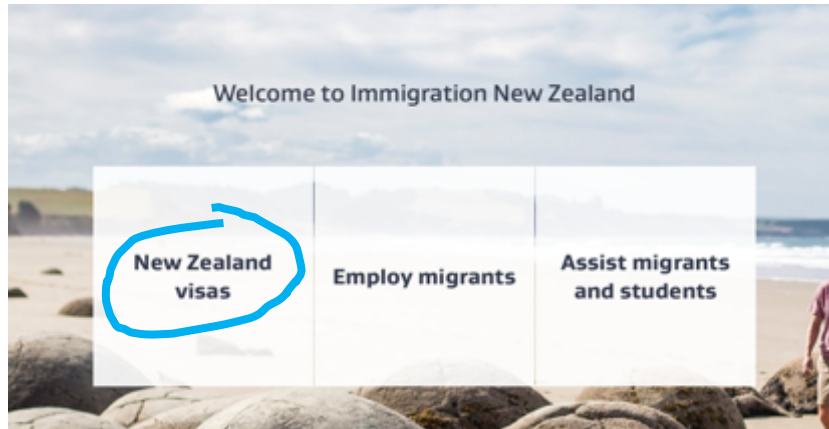 Welcome to Immigration New Zealand
New Zealand
visas
Employ migrants
Assist migrants
and students